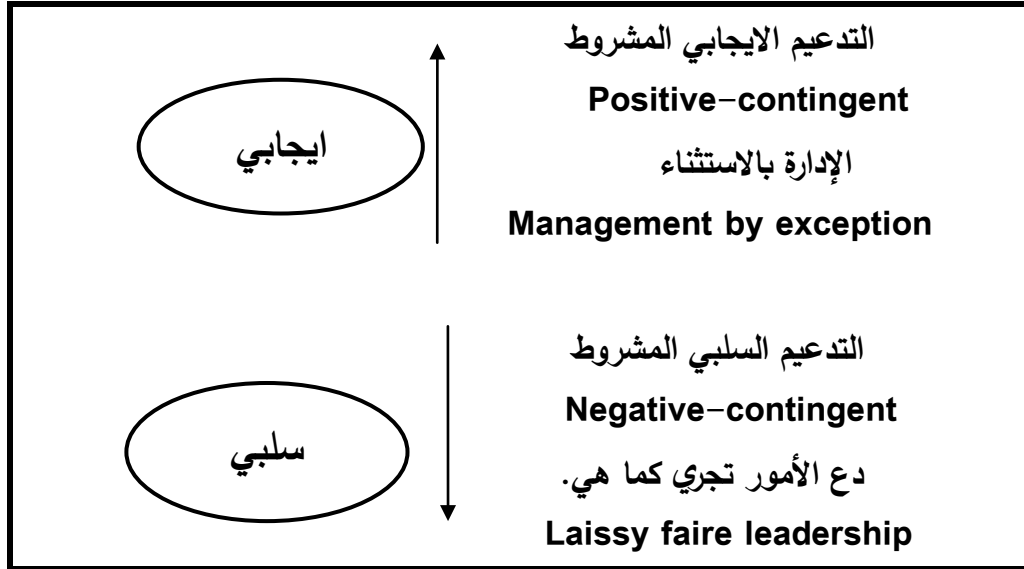 التدعيم الايجابي المشروط
Positive-contingent
ايجابي
الإدارة بالاستثناء
Management by exception
التدعيم السلبي المشروط
Negative-contingent
سلبي
دع الأمور تجري كما هي.
Laissy faire leadership